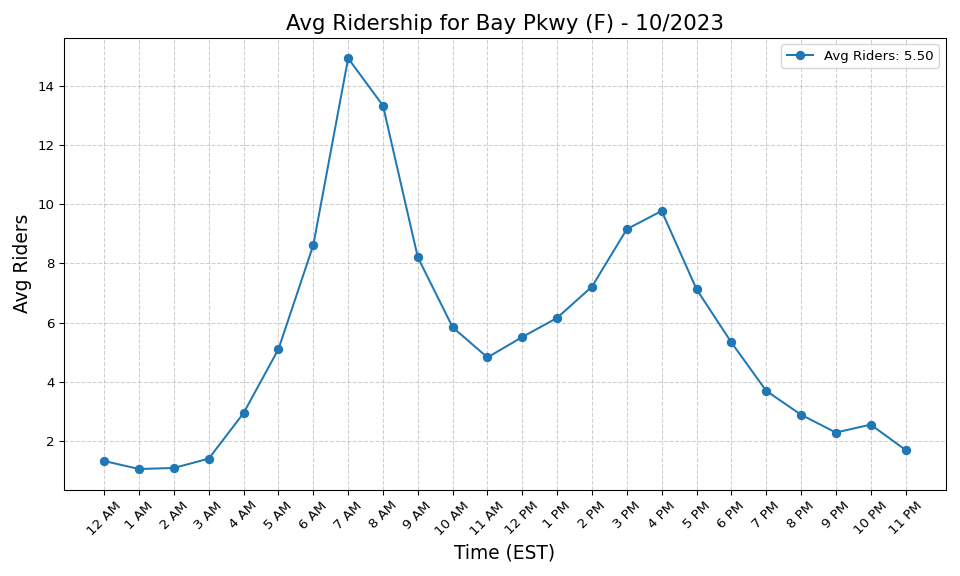 Avg Ridership for Bay Pkwy (F) - 10/2023
Avg Riders: 5.50
Avg Riders
14
12
10
8
6
4
2
12 AM 1 AM 2 AM 3 AM 4 AM 5 AM 6 AM 7 AM 8 AM 9 AM 10 AM 11 AM 12 PM 1 PM 2 PM 3 PM 4 PM 5 PM 6 PM 7 PM 8 PM 9 PM 10 PM 11 PM
Time (EST)